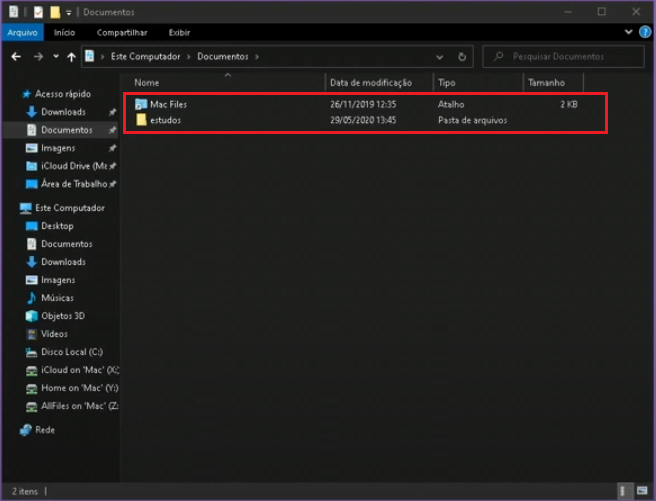 Documentos
Arquivo Início Compartilhar Exibir
Este Computador Documentos Pesquisar Documentos
Nome Data de modificação Tipo Tamanho
Mac Files 26/11/2019 12:35 Atalho 2 KB
estudos 29/05/2020 13:45 Pasta de arquivos
Acesso rápido
Downloads
Documentos
Imagens
iCloud Drive (Ma
Área de Trabalho
Este Computador
Desktop
Documentos
Downloads
Imagens
Músicas
Objetos 3D
Vídeos
Disco Local (C:)
iCloud on 'Mac' (X:
Home on 'Mac' (Y:)
AllFiles on 'Mac' (Z:
Rede
2 itens